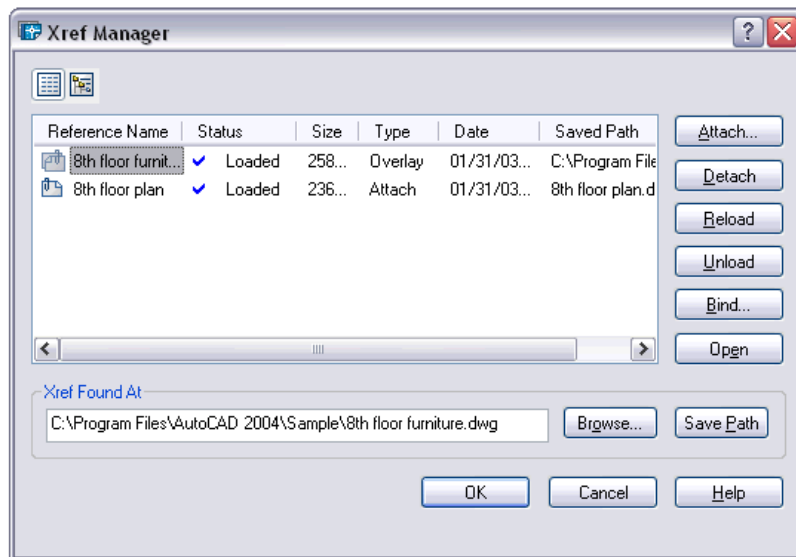 Xref Manager
Reference Name Status Size Type Date Saved Path
8th floor furnit... Loaded 258... Overlay 01/31/03... C:\Program File
8th floor plan Loaded 236... Attach 01/31/03... 8th floor plan.d
Attach...
Detach
Reload
Unload
Bind...
Open
Xref Found At
C:\Program Files\AutoCAD 2004\Sample\8th floor furniture.dwg Browse... Save Path
OK Cancel Help